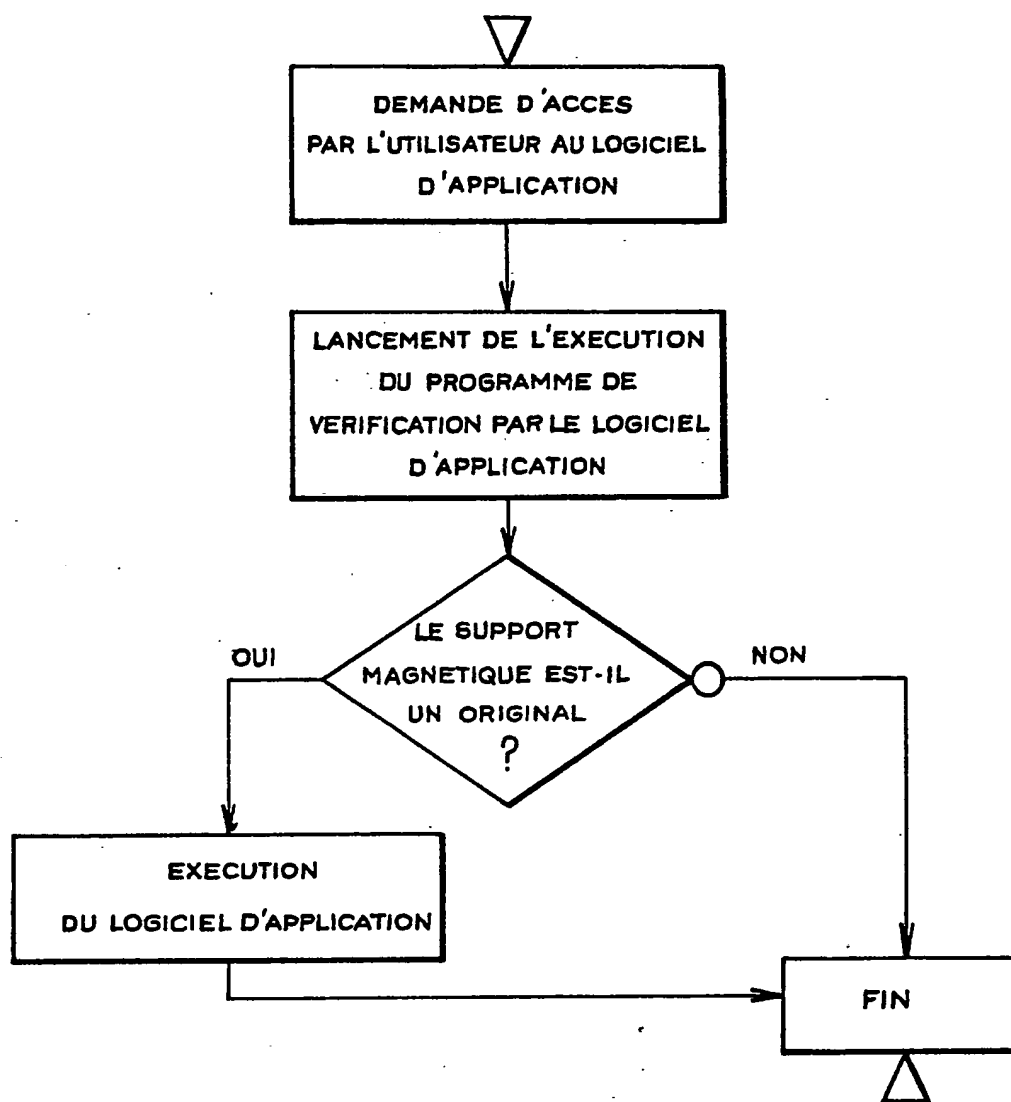 DEMANDE D'ACCES
PAR L'UTILISATEUR AU LOGICIEL
D'APPLICATION
LANCEMENT DE L'EXECUTION
DU PROGRAMME DE
VERIFICATION PAR LE LOGICIEL
D'APPLICATION
LE SUPPORT
MAGNETIQUE EST-IL
UN ORIGINAL
?
OUI
NON
EXECUTION
DU LOGICIEL D'APPLICATION
FIN